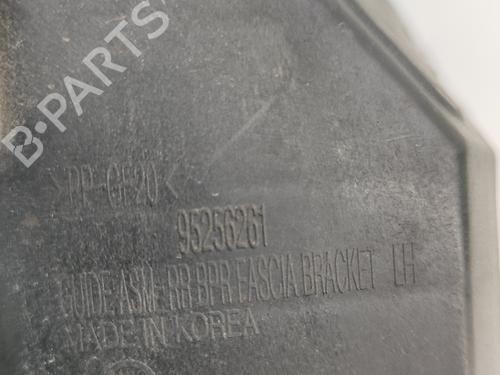 B-PARTS
>PP-GF20<
95256261
GUIDE ASM-RR BPR FASCIA BRACKET LH
MADE IN KOREA